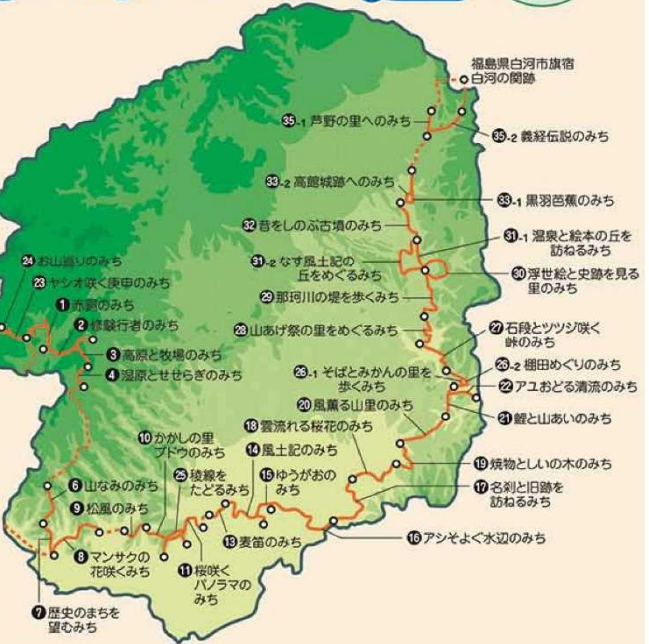 福島県白河市旗宿
白河の関跡
35-1 芦野の里へのみち
35-2 義経伝説のみち
33-2 高館城跡へのみち
33-1 黒羽芭蕉のみち
32 昔をしのぶ古墳のみち
31-1 温泉と絵本の丘を
訪ねるみち
31-2 なす風土記の
丘をめぐるみち
30 浮世絵と史跡を見る
里のみち
29 那珂川の堤を歩くみち
28 山あげ祭の里をめぐるみち
27 石段とツツジ咲く
峠のみち
26-1 そばとみかんの里を
歩くみち
26-2 棚田めぐりのみち
22 アユおどる清流のみち
20 風薫る山里のみち
21 鯉と山あいのみち
18 雲流れる桜花のみち
19 焼物としいの木のみち
17 名刹と旧跡を
訪ねるみち
16 アシそよぐ水辺のみち
24 お山巡りのみち
23 ヤシオ咲く庚申のみち
1 赤銅のみち
2 修験行者のみち
3 高原と牧場のみち
4 湿原とせせらぎのみち
10 かかしの里
ブドウのみち
25 稜線を
たどるみち
14 風土記のみち
15 ゆうがおの
みち
6 山なみのみち
9 松風のみち
13 麦笛のみち
8 マンサクの
花咲くみち
11 桜咲く
パノラマの
みち
7 歴史のまちを
望むみち